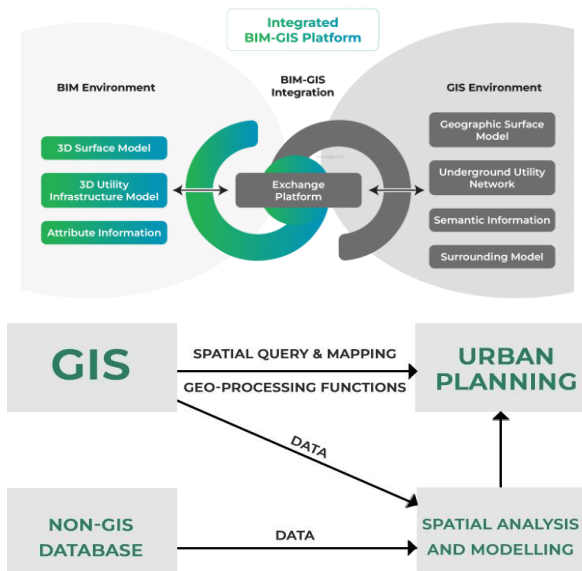 Integrated
BIM-GIS Platform
BIM Environment
BIM-GIS
Integration
GIS Environment
3D Surface Model
3D Utility
Infrastructure Model
Attribute Information
Exchange
Platform
Geographic Surface
Model
Underground Utility
Network
Semantic Information
Surrounding Model
GIS
SPATIAL QUERY & MAPPING
GEO-PROCESSING FUNCTIONS
URBAN
PLANNING
DATA
NON-GIS
DATABASE
DATA
SPATIAL ANALYSIS
AND MODELLING